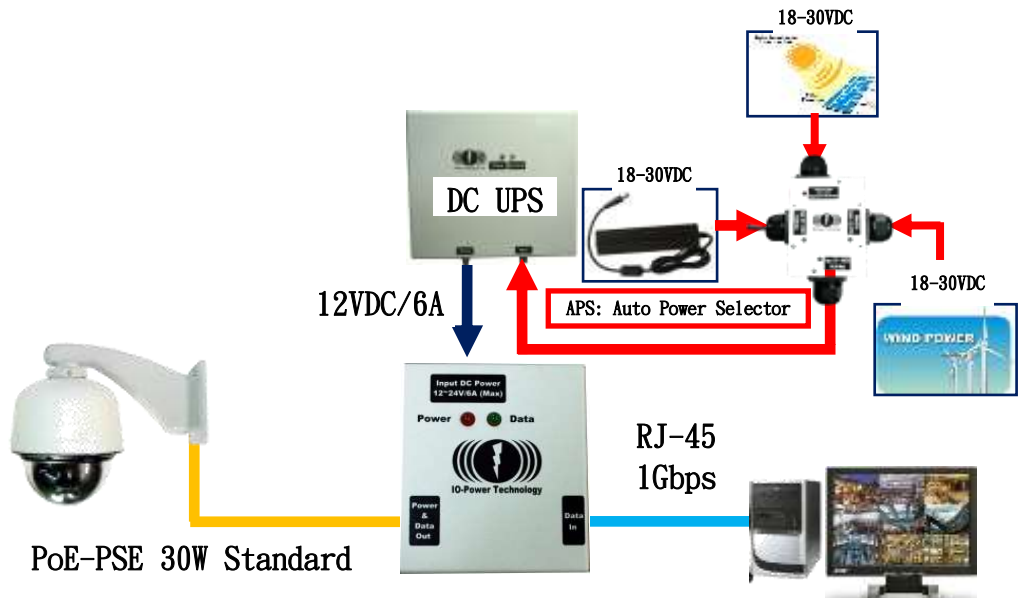 18-30VDC
18-30VDC
DC UPS
18-30VDC
12VDC/6A
APS: Auto Power Selector
WIND POWER
Input DC Power
12~24V/6A (Max)
Power
Data
IO-Power Technology
RJ-45
1Gbps
Power
&
Data
Out
Data
In
PoE-PSE 30W Standard